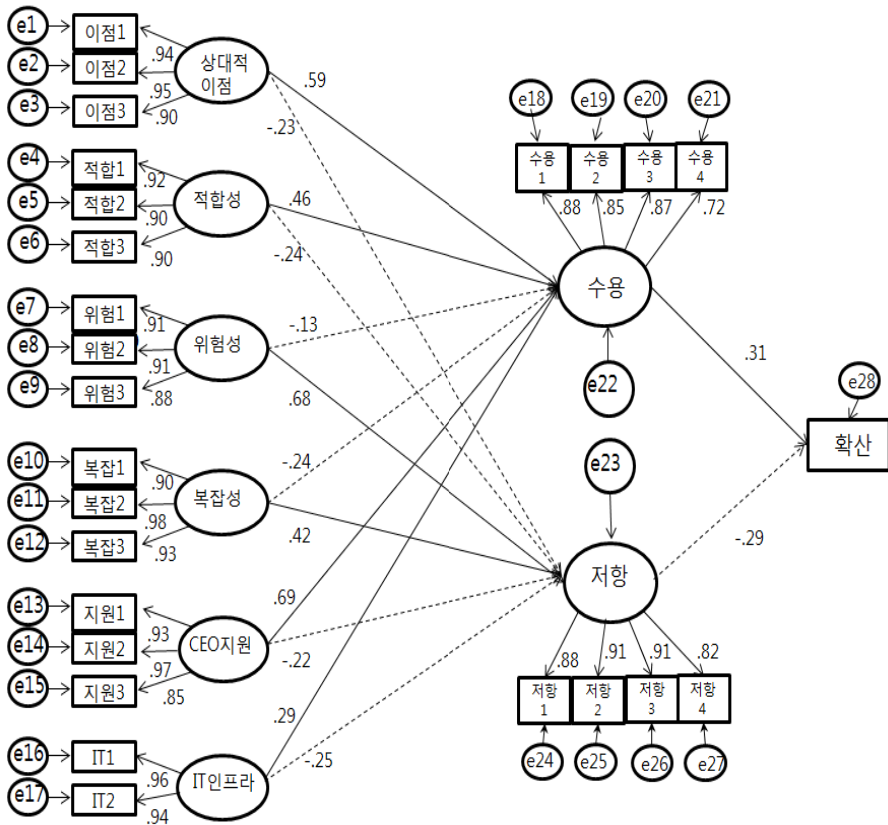 e1
이점1
e2
이점2
e3
이점3
.94
.95
.90
상대적
이점
.59
-.23
e4
적합1
e5
적합2
e6
적합3
.92
.90
.90
적합성
.46
-.24
e7
위험1
e8
위험2
e9
위험3
.91
.91
.88
위험성
-.13
.68
e10
복잡1
e11
복잡2
e12
복잡3
.90
.98
.93
복잡성
-.24
.42
e13
지원1
e14
지원2
e15
지원3
.93
.97
.85
CEO지원
.69
-.22
e16
IT1
e17
IT2
.96
.94
IT인프라
.29
-.25
e18
e19
e20
e21
수용
1
수용
2
수용
3
수용
4
.88
.85
.87
.72
수용
e22
.31
e28
확산
e23
저항
-.29
.88
.91
.91
.82
저항
1
저항
2
저항
3
저항
4
e24
e25
e26
e27